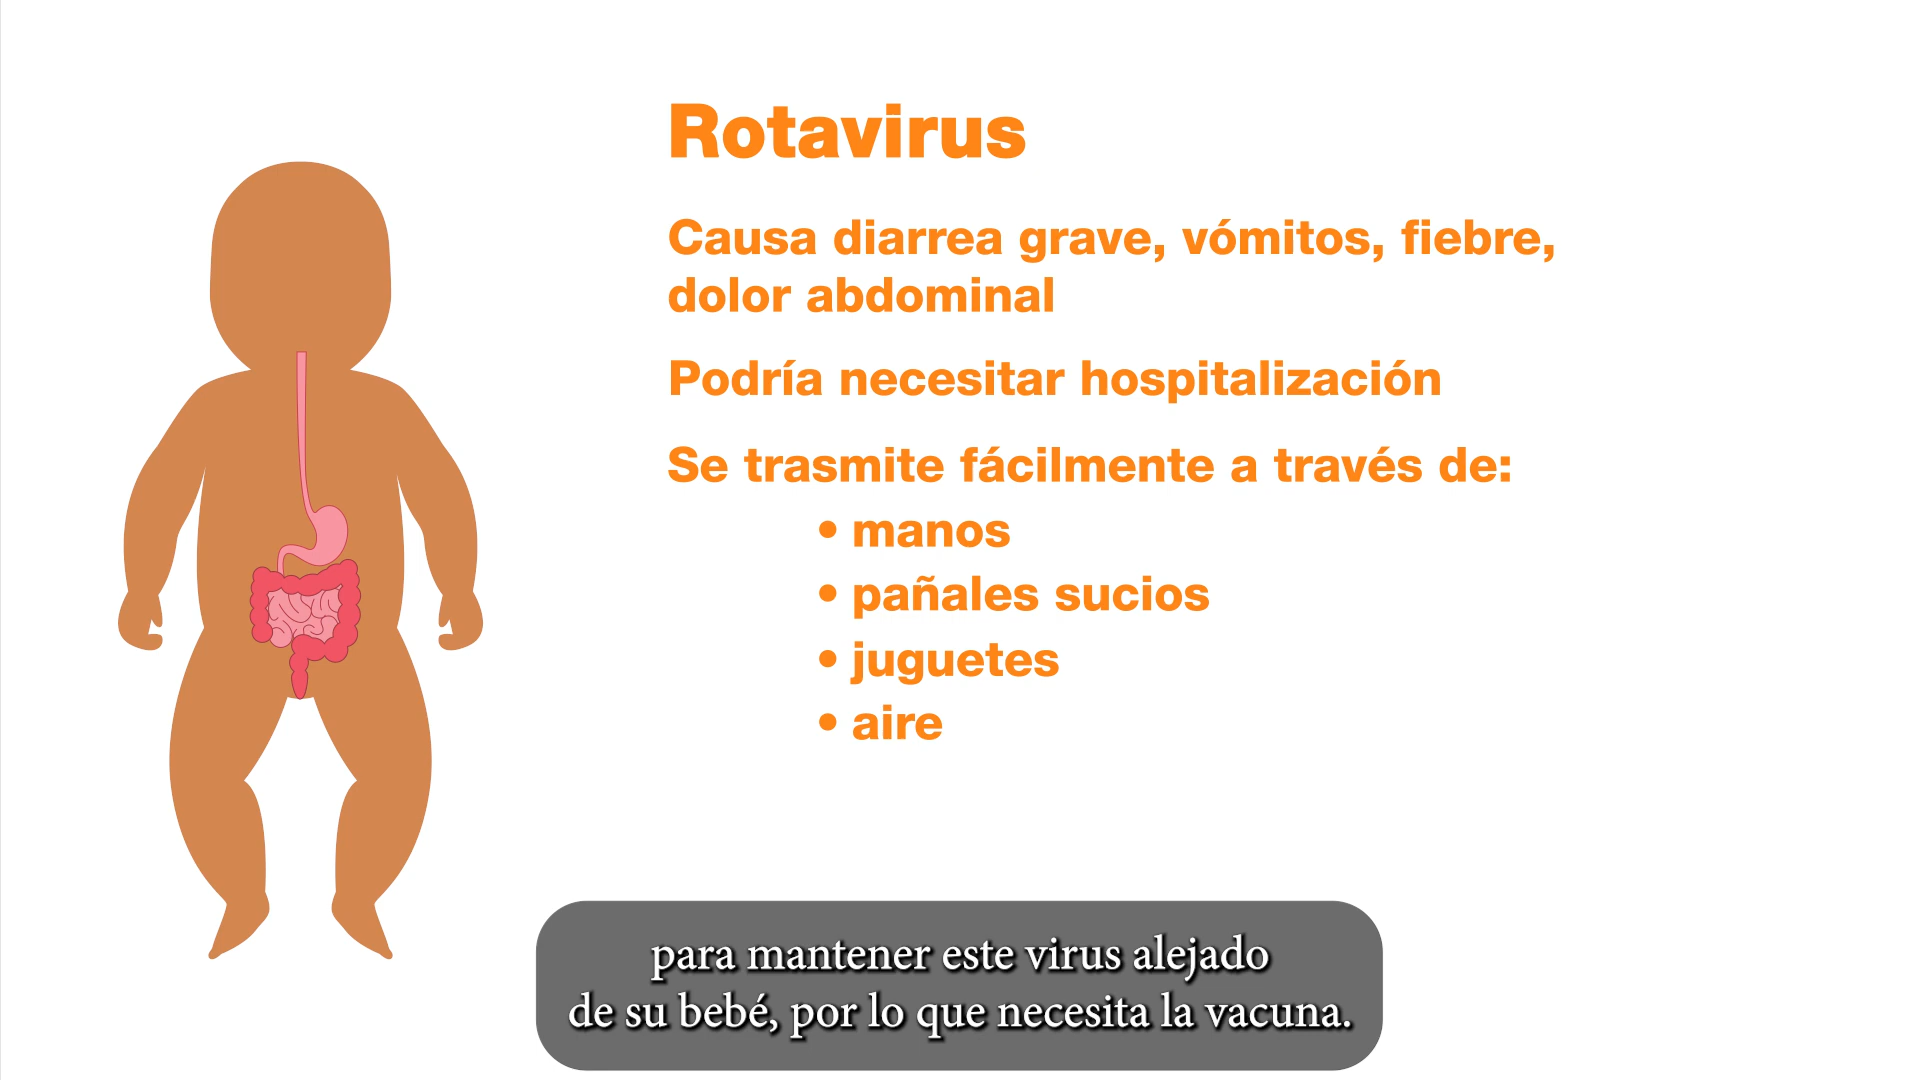 Rotavirus
Causa diarrea grave, vómitos, fiebre,
dolor abdominal
Podría necesitar hospitalización
Se trasmite fácilmente a través de:
• manos
• pañales sucios
• juguetes
• aire
para mantener este virus alejado
de su bebé, por lo que necesita la vacuna.